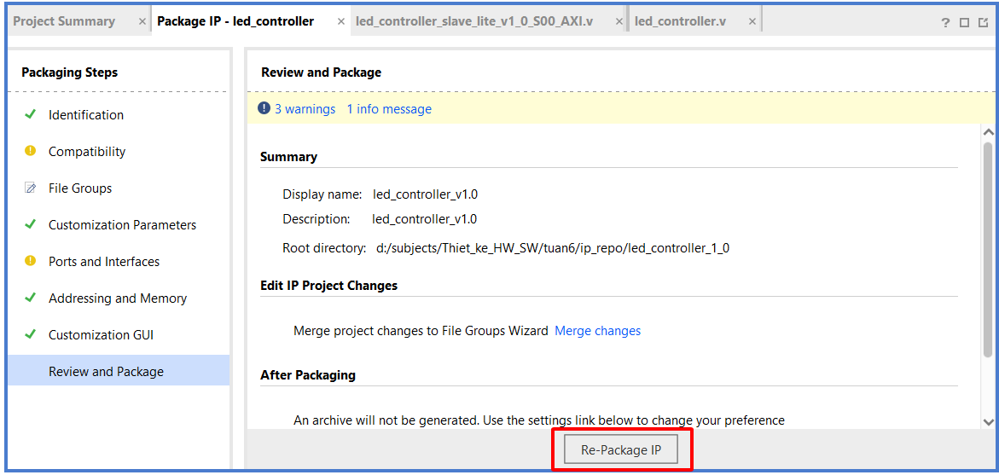 Project Summary × Package IP - led_controller × led_controller_slave_lite_v1_0_S00_AXI.v × led_controller.v × ?
Packaging Steps
Identification
Compatibility
File Groups
Customization Parameters
Ports and Interfaces
Addressing and Memory
Customization GUI
Review and Package
Review and Package
3 warnings 1 info message
Summary
Display name: led_controller_v1.0
Description: led_controller_v1.0
Root directory: d:/subjects/Thiet_ke_HW_SW/tuan6/ip_repo/led_controller_1_0
Edit IP Project Changes
Merge project changes to File Groups Wizard Merge changes
After Packaging
An archive will not be generated. Use the settings link below to change your preference
Re-Package IP